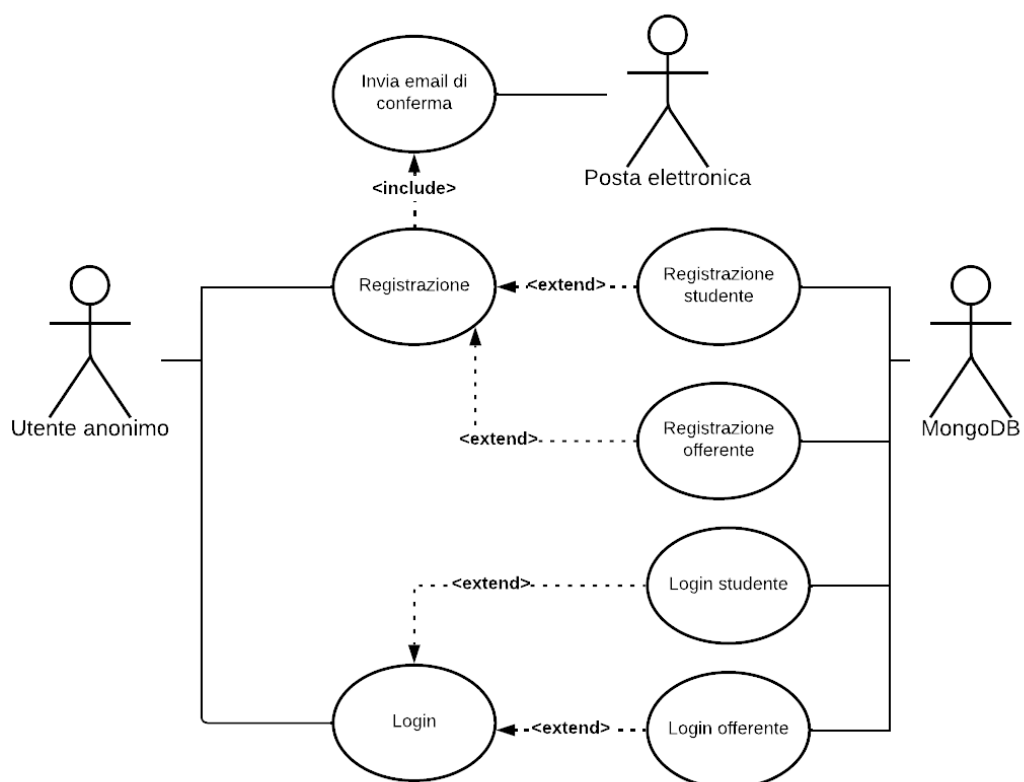 Invia email di
conferma
Posta elettronica
<include>
Registrazione
<extend>
Registrazione
studente
Utente anonimo
<extend>
Registrazione
offerente
MongoDB
<extend>
Login studente
Login
<extend>
Login offerente